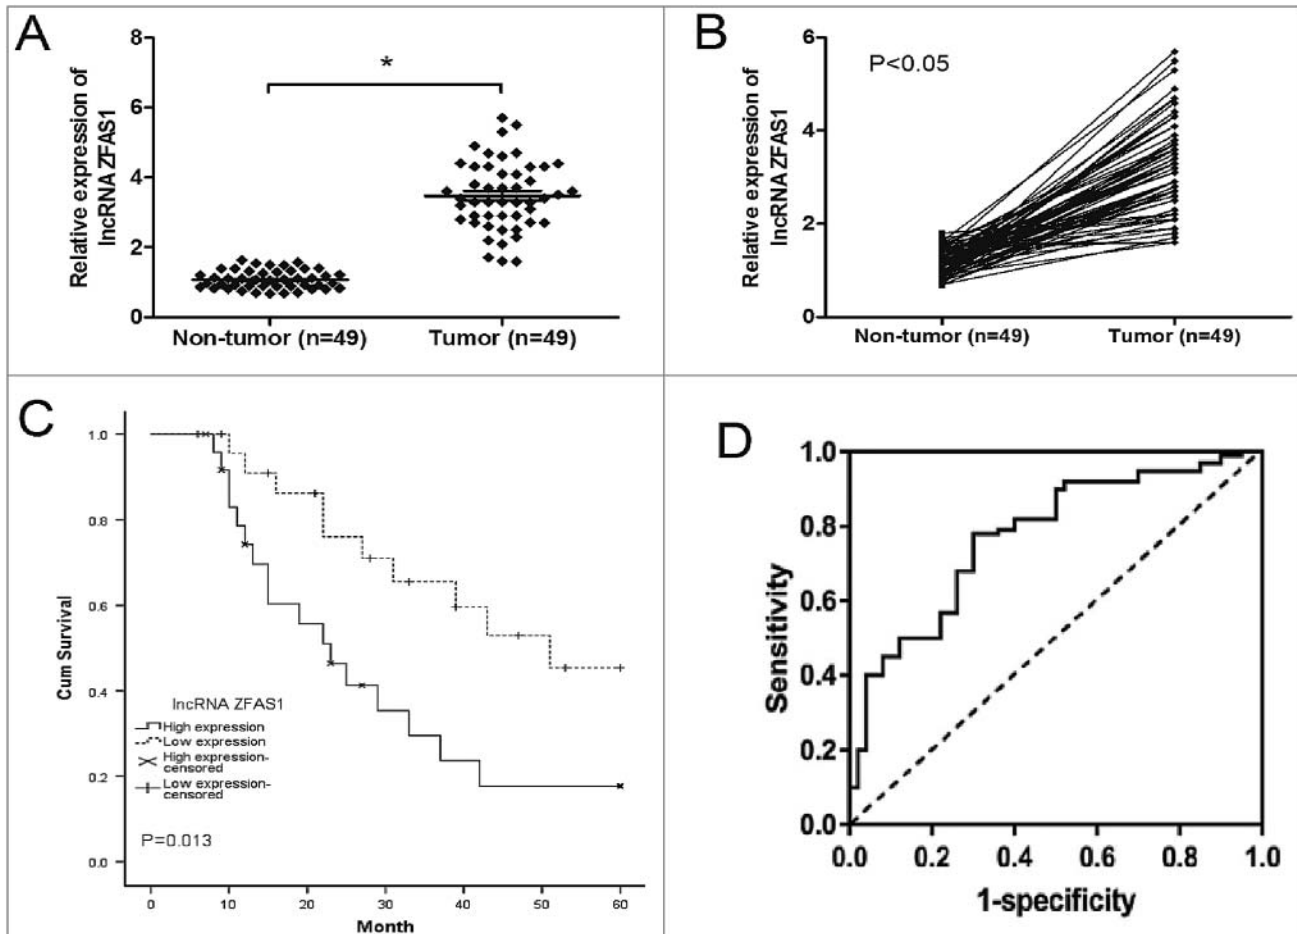 A
Relative expression of
lncRNA ZFAS1
8
6
4
2
0
*
Non-tumor (n=49)
Tumor (n=49)
B
Relative expression of
lncRNA ZFAS1
6
4
2
0
P<0.05
Non-tumor (n=49)
Tumor (n=49)
C
Cum Survival
1.0
0.8
0.6
0.4
0.2
0.0
lncRNA ZFAS1
High expression
Low expression
High expression-
censored
Low expression-
censored
P=0.013
0 10 20 30 40 50 60
Month
D
Sensitivity
1.0
0.8
0.6
0.4
0.2
0.0
0.0 0.2 0.4 0.6 0.8 1.0
1-specificity